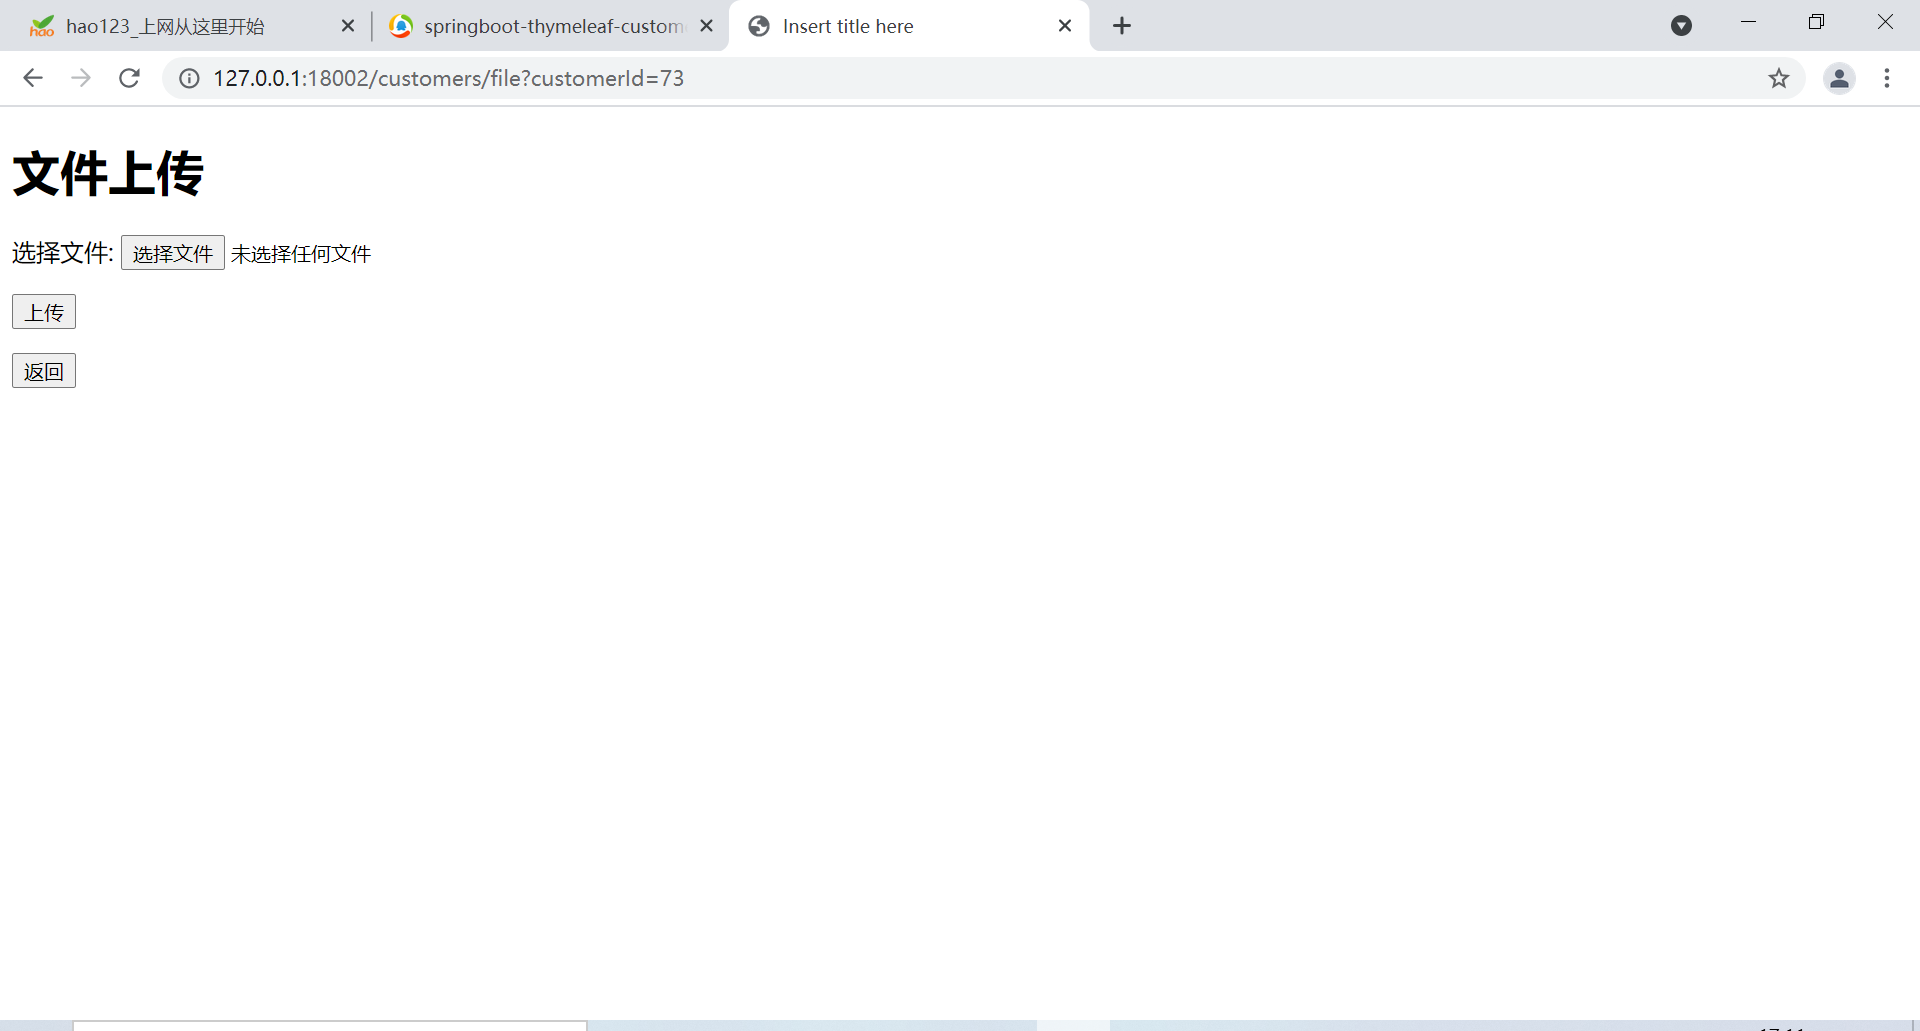 hao123_上网从这里开始
springboot-thymeleaf-custom
Insert title here
127.0.0.1:18002/customers/file?customerId=73
文件上传
选择文件: 选择文件 未选择任何文件
上传
返回